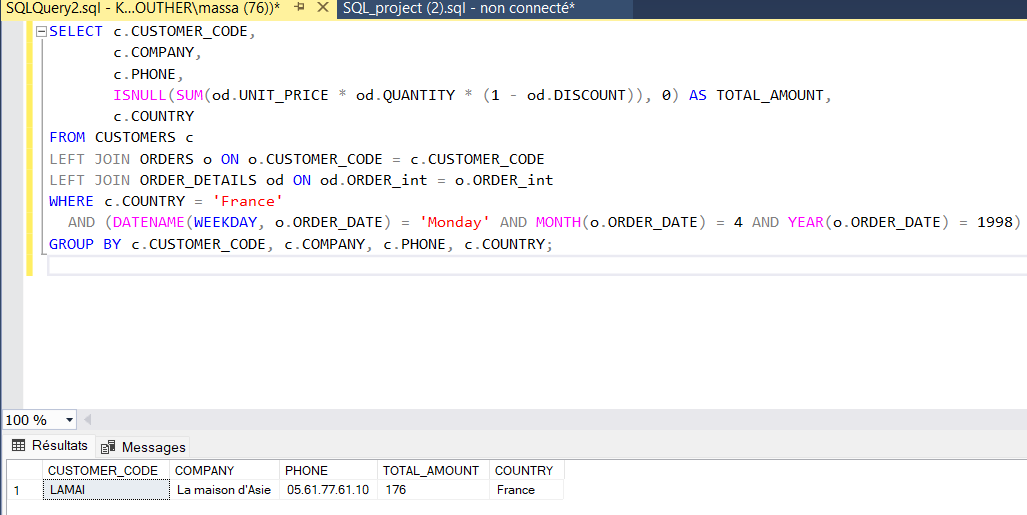 SQLQuery2.sql - K...OUTHER\massa (76))* SQL_project (2).sql - non connecté*
SELECT c.CUSTOMER_CODE,
c.COMPANY,
c.PHONE,
ISNULL(SUM(od.UNIT_PRICE * od.QUANTITY * (1 - od.DISCOUNT)), 0) AS TOTAL_AMOUNT,
c.COUNTRY
FROM CUSTOMERS c
LEFT JOIN ORDERS o ON o.CUSTOMER_CODE = c.CUSTOMER_CODE
LEFT JOIN ORDER_DETAILS od ON od.ORDER_int = o.ORDER_int
WHERE c.COUNTRY = 'France'
AND (DATENAME(WEEKDAY, o.ORDER_DATE) = 'Monday' AND MONTH(o.ORDER_DATE) = 4 AND YEAR(o.ORDER_DATE) = 1998)
GROUP BY c.CUSTOMER_CODE, c.COMPANY, c.PHONE, c.COUNTRY;
100 %
Résultats Messages
CUSTOMER_CODE COMPANY PHONE TOTAL_AMOUNT COUNTRY
1 LAMAI La maison d'Asie 05.61.77.61.10 176 France